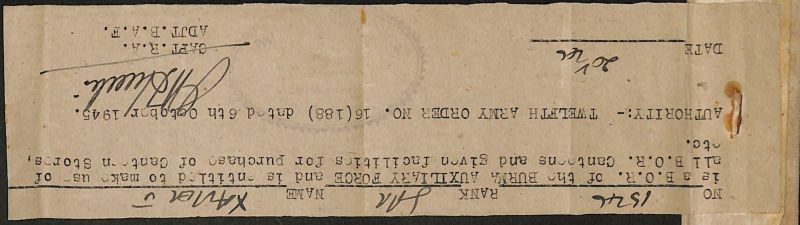 NO 15746 RANK NAME XAVIER J
is a B.O.R. of the BURMA AUXILIARY FORCE and is entitled to make use of
all B.O.R. Canteens and given facilities for purchase of Canteen Stores,
etc.
AUTHORITY:- TWELFTH ARMY ORDER NO. 16(188) dated 6th October 1945.
DATE
CAPT. R.A.
ADJT. B.A.F.